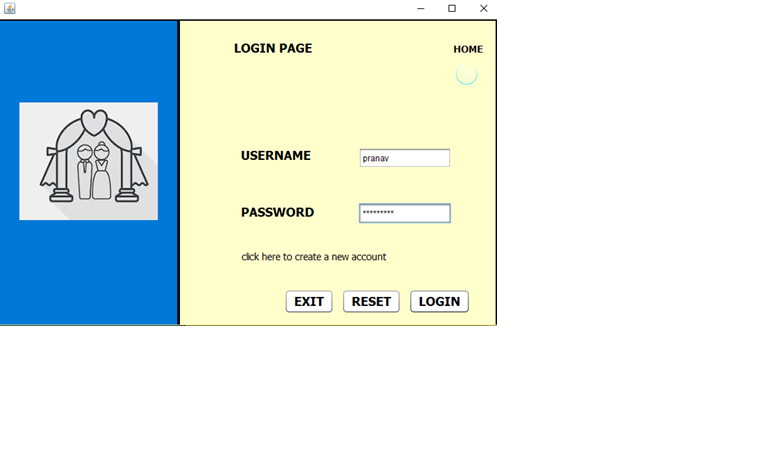 LOGIN PAGE
HOME
USERNAME
pranav
PASSWORD
*********
click here to create a new account
EXIT RESET LOGIN